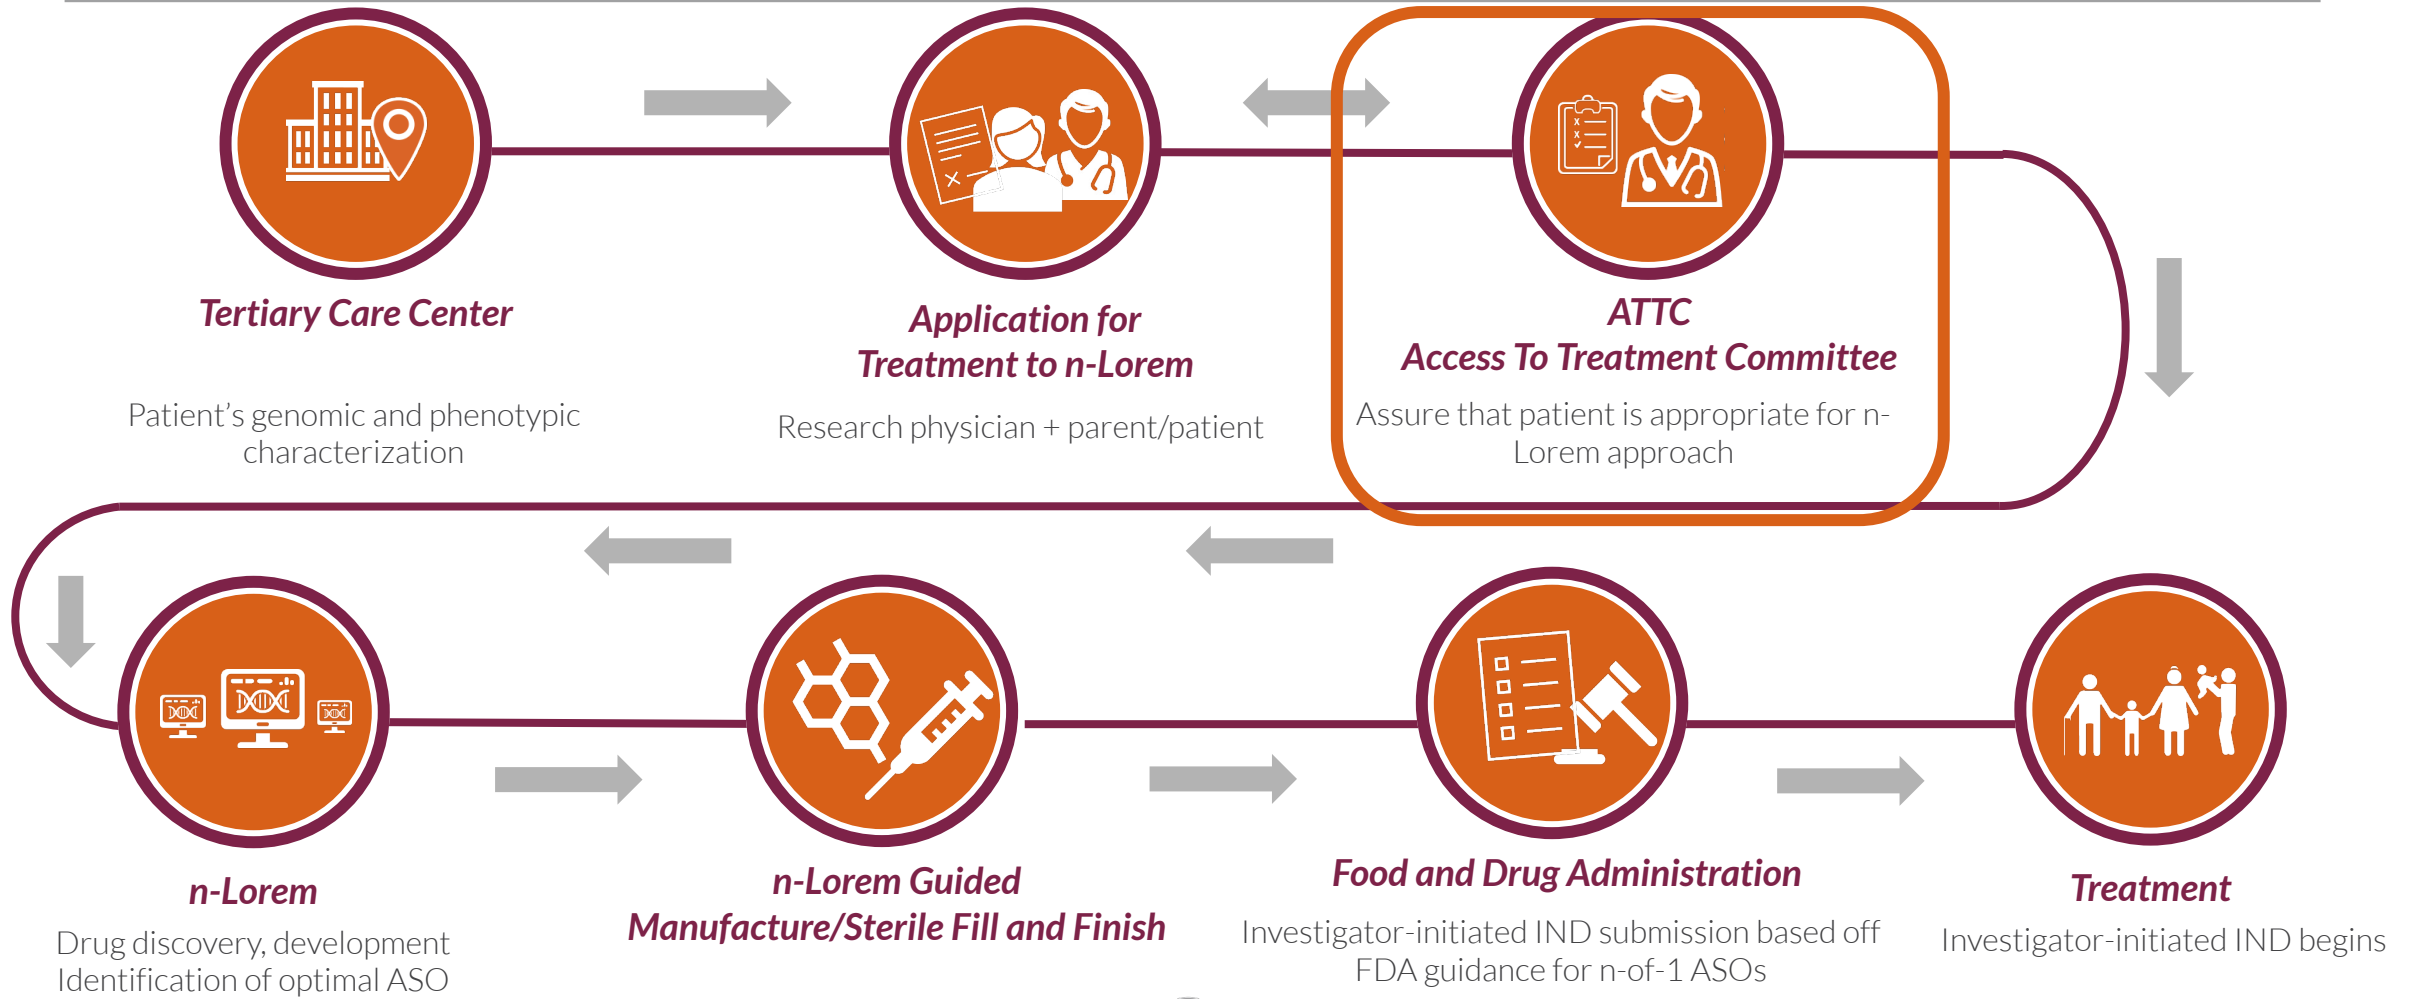 Tertiary Care Center
Patient’s genomic and phenotypic
characterization
Application for
Treatment to n-Lorem
Research physician + parent/patient
ATTC
Access To Treatment Committee
Assure that patient is appropriate for n-
Lorem approach
n-Lorem
Drug discovery, development
Identification of optimal ASO
n-Lorem Guided
Manufacture/Sterile Fill and Finish
Food and Drug Administration
Investigator-initiated IND submission based off
FDA guidance for n-of-1 ASOs
Treatment
Investigator-initiated IND begins